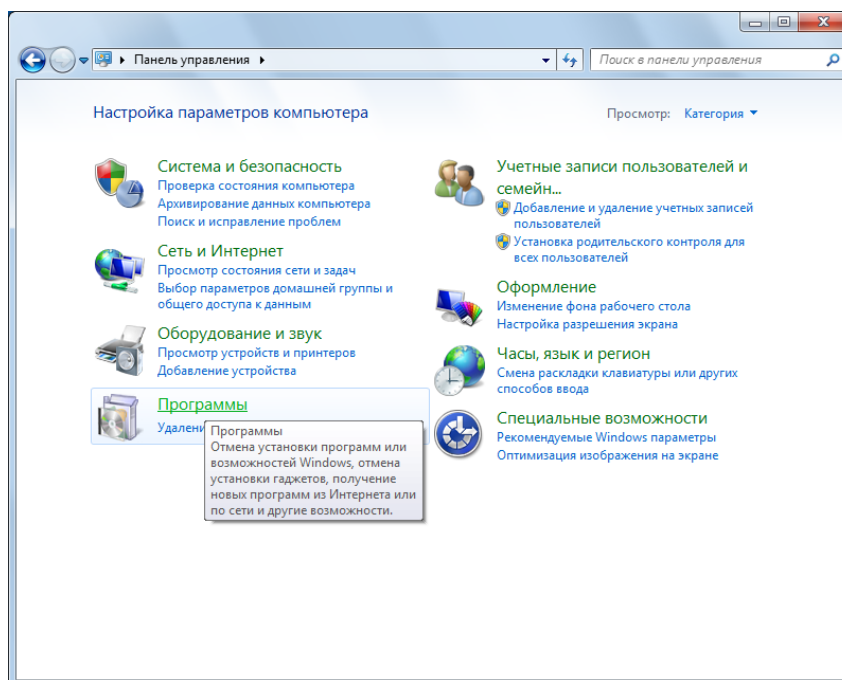 Панель управления
Поиск в панели управления
Настройка параметров компьютера
Просмотр: Категория
Система и безопасность
Проверка состояния компьютера
Архивирование данных компьютера
Поиск и исправление проблем
Сеть и Интернет
Просмотр состояния сети и задач
Выбор параметров домашней группы и
общего доступа к данным
Оборудование и звук
Просмотр устройств и принтеров
Добавление устройства
Программы
Программы
Отмена установки программ или
возможностей Windows, отмена
установки гаджетов, получение
новых программ из Интернета или
по сети и другие возможности.
Учетные записи пользователей и
семейн...
Добавление и удаление учетных записей
пользователей
Установка родительского контроля для
всех пользователей
Оформление
Изменение фона рабочего стола
Настройка разрешения экрана
Часы, язык и регион
Смена раскладки клавиатуры или других
способов ввода
Специальные возможности
Рекомендуемые Windows параметры
Оптимизация изображения на экране